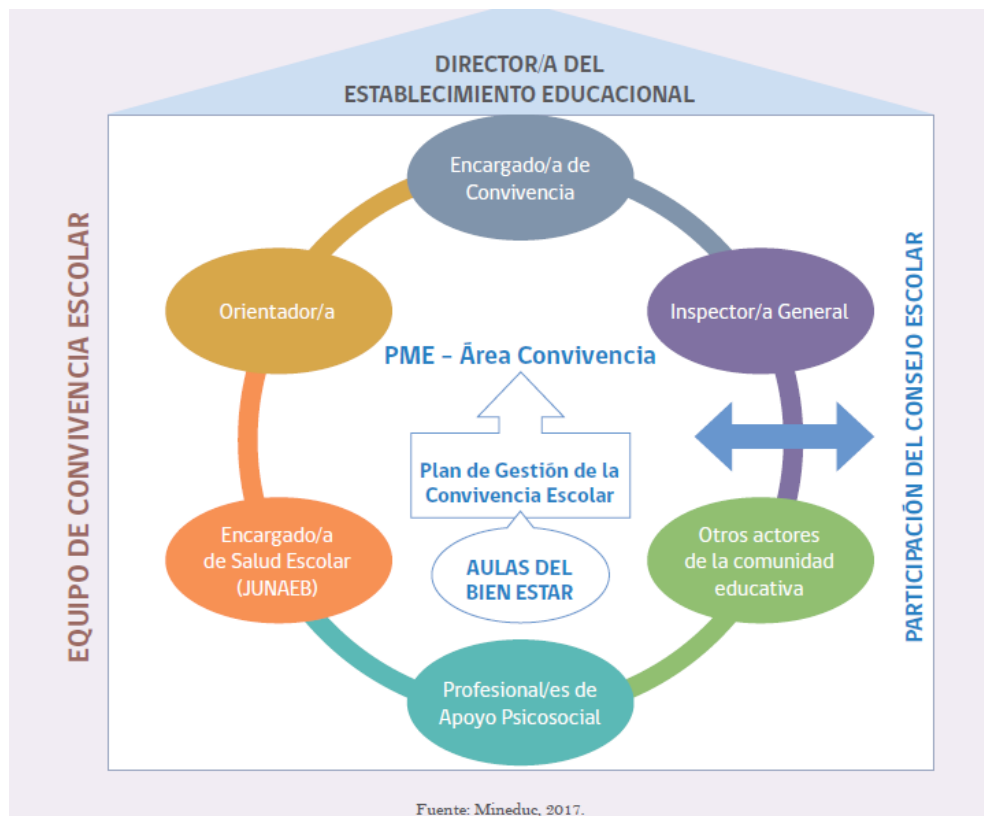 DIRECTOR/A DEL
ESTABLECIMIENTO EDUCACIONAL
EQUIPO DE CONVIVENCIA ESCOLAR
Encargado/a de
Convivencia
Orientador/a
Inspector/a General
PME – Área Convivencia
Plan de Gestión de la
Convivencia Escolar
AULAS DEL
BIEN ESTAR
Encargado/a
de Salud Escolar
(JUNAEB)
Otros actores
de la comunidad
educativa
Profesional/es de
Apoyo Psicosocial
PARTICIPACIÓN DEL CONSEJO ESCOLAR
Fuente: Mineduc, 2017.